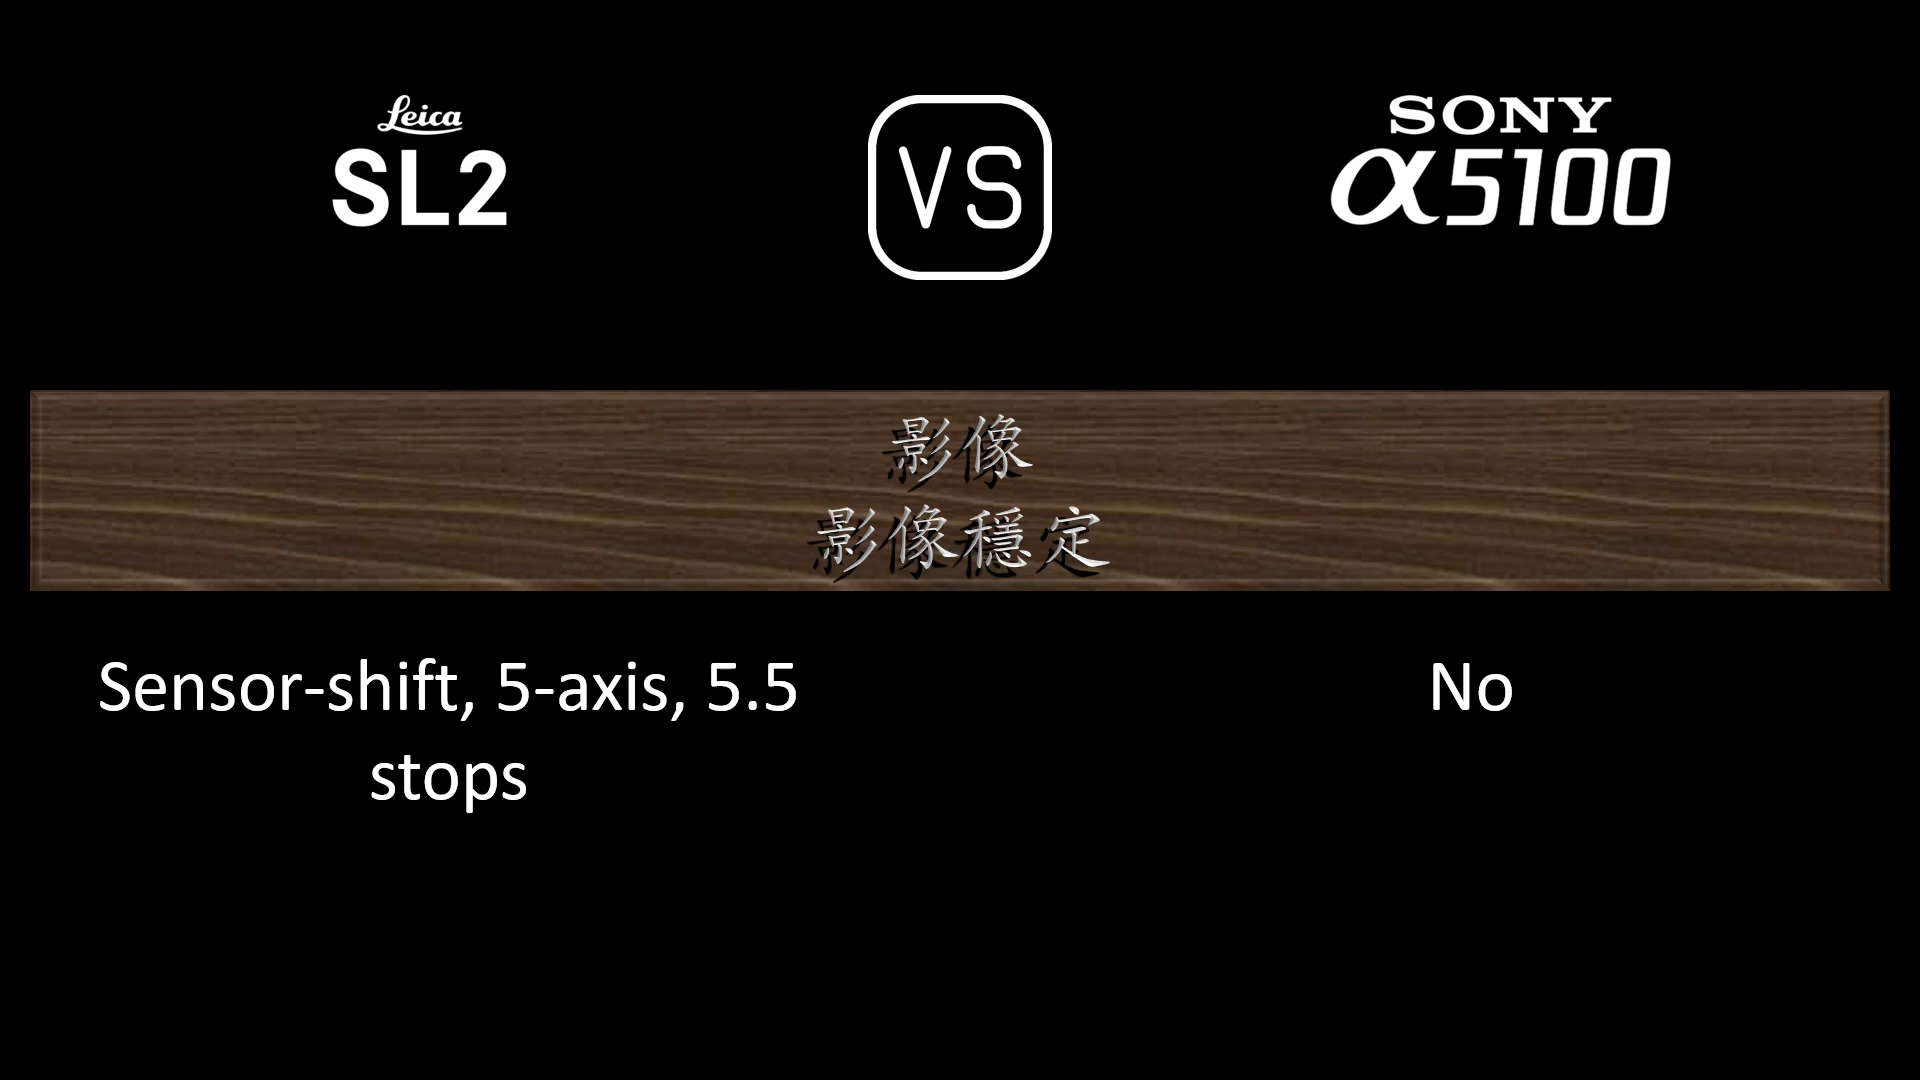 Leica
SL2
VS
SONY
α5100
影像
影像穩定
Sensor-shift, 5-axis, 5.5
stops
No